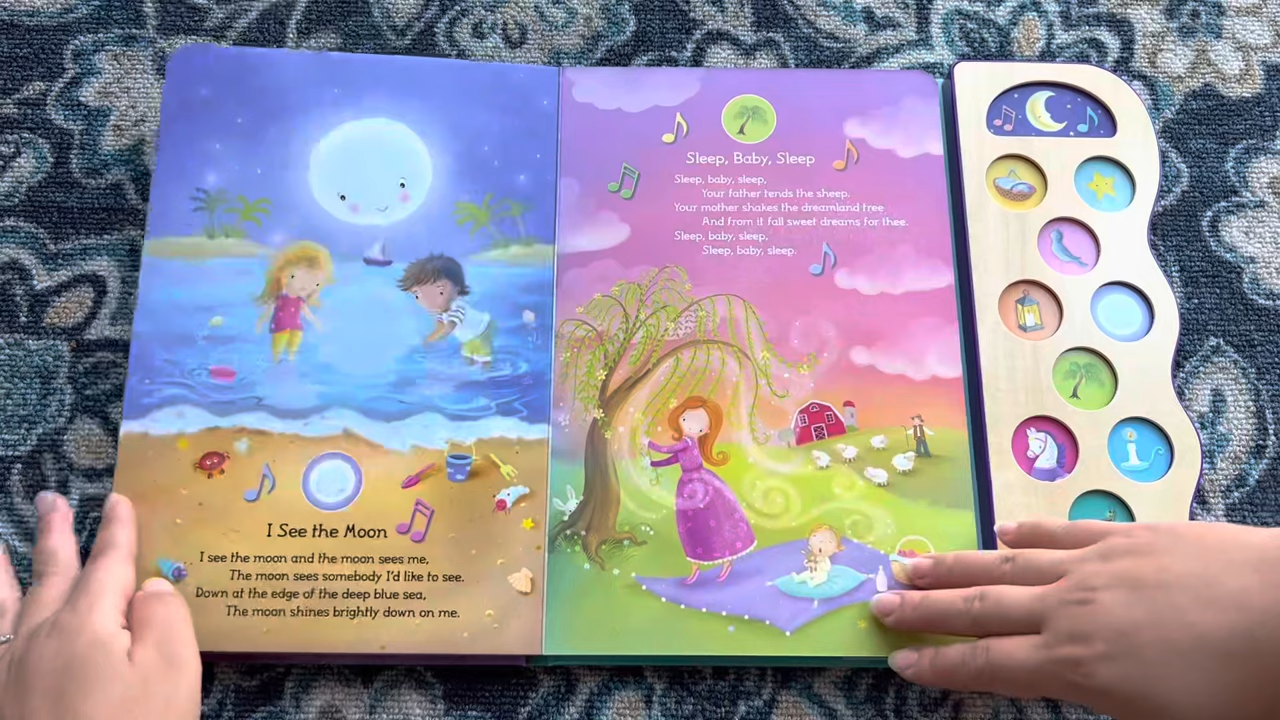 I See the Moon
I see the moon and the moon sees me,
The moon sees somebody I'd like to see.
Down at the edge of the deep blue sea,
The moon shines brightly down on me.
Sleep, Baby, Sleep
Sleep, baby, sleep,
Your father tends the sheep.
Your mother shakes the dreamland tree
And from it fall sweet dreams for thee.
Sleep, baby, sleep,
Sleep, baby, sleep.